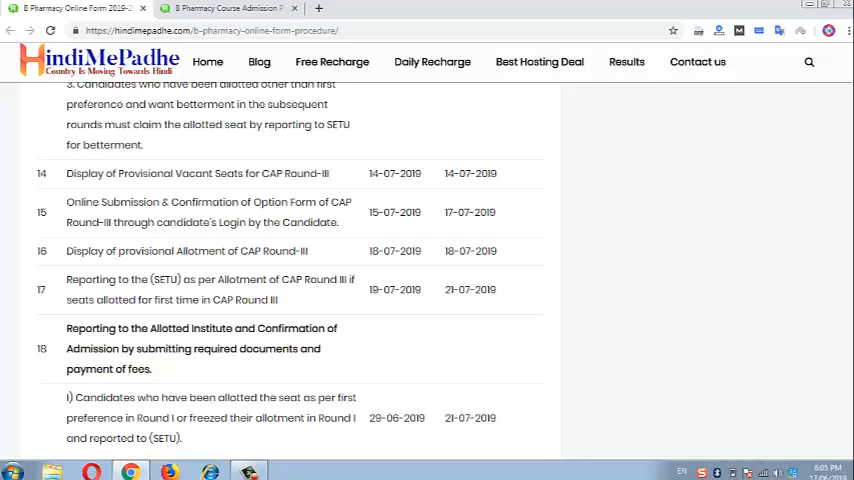 B Pharmacy Online Form 2019-2
B Pharmacy Course Admission P
https://hindimepadhe.com/b-pharmacy-online-form-procedure/
HindiMePadhe
Country Is Moving Towards Hindi
Home Blog Free Recharge Daily Recharge Best Hosting Deal Results Contact us
3. Candidates who have been allotted other than first
preference and want betterment in the subsequent
rounds must claim the allotted seat by reporting to SETU
for betterment.
14 Display of Provisional Vacant Seats for CAP Round-III 14-07-2019 14-07-2019
Online Submission & Confirmation of Option Form of CAP
15 15-07-2019 17-07-2019
Round-III through candidate's Login by the Candidate.
16 Display of provisional Allotment of CAP Round-III 18-07-2019 18-07-2019
Reporting to the (SETU) as per Allotment of CAP Round III if
17 19-07-2019 21-07-2019
seats allotted for first time in CAP Round III
Reporting to the Allotted Institute and Confirmation of
18 Admission by submitting required documents and
payment of fees.
I) Candidates who have been allotted the seat as per first
preference in Round I or freezed their allotment in Round I 29-06-2019 21-07-2019
and reported to (SETU).
EN
6:05 PM
17/06/2019